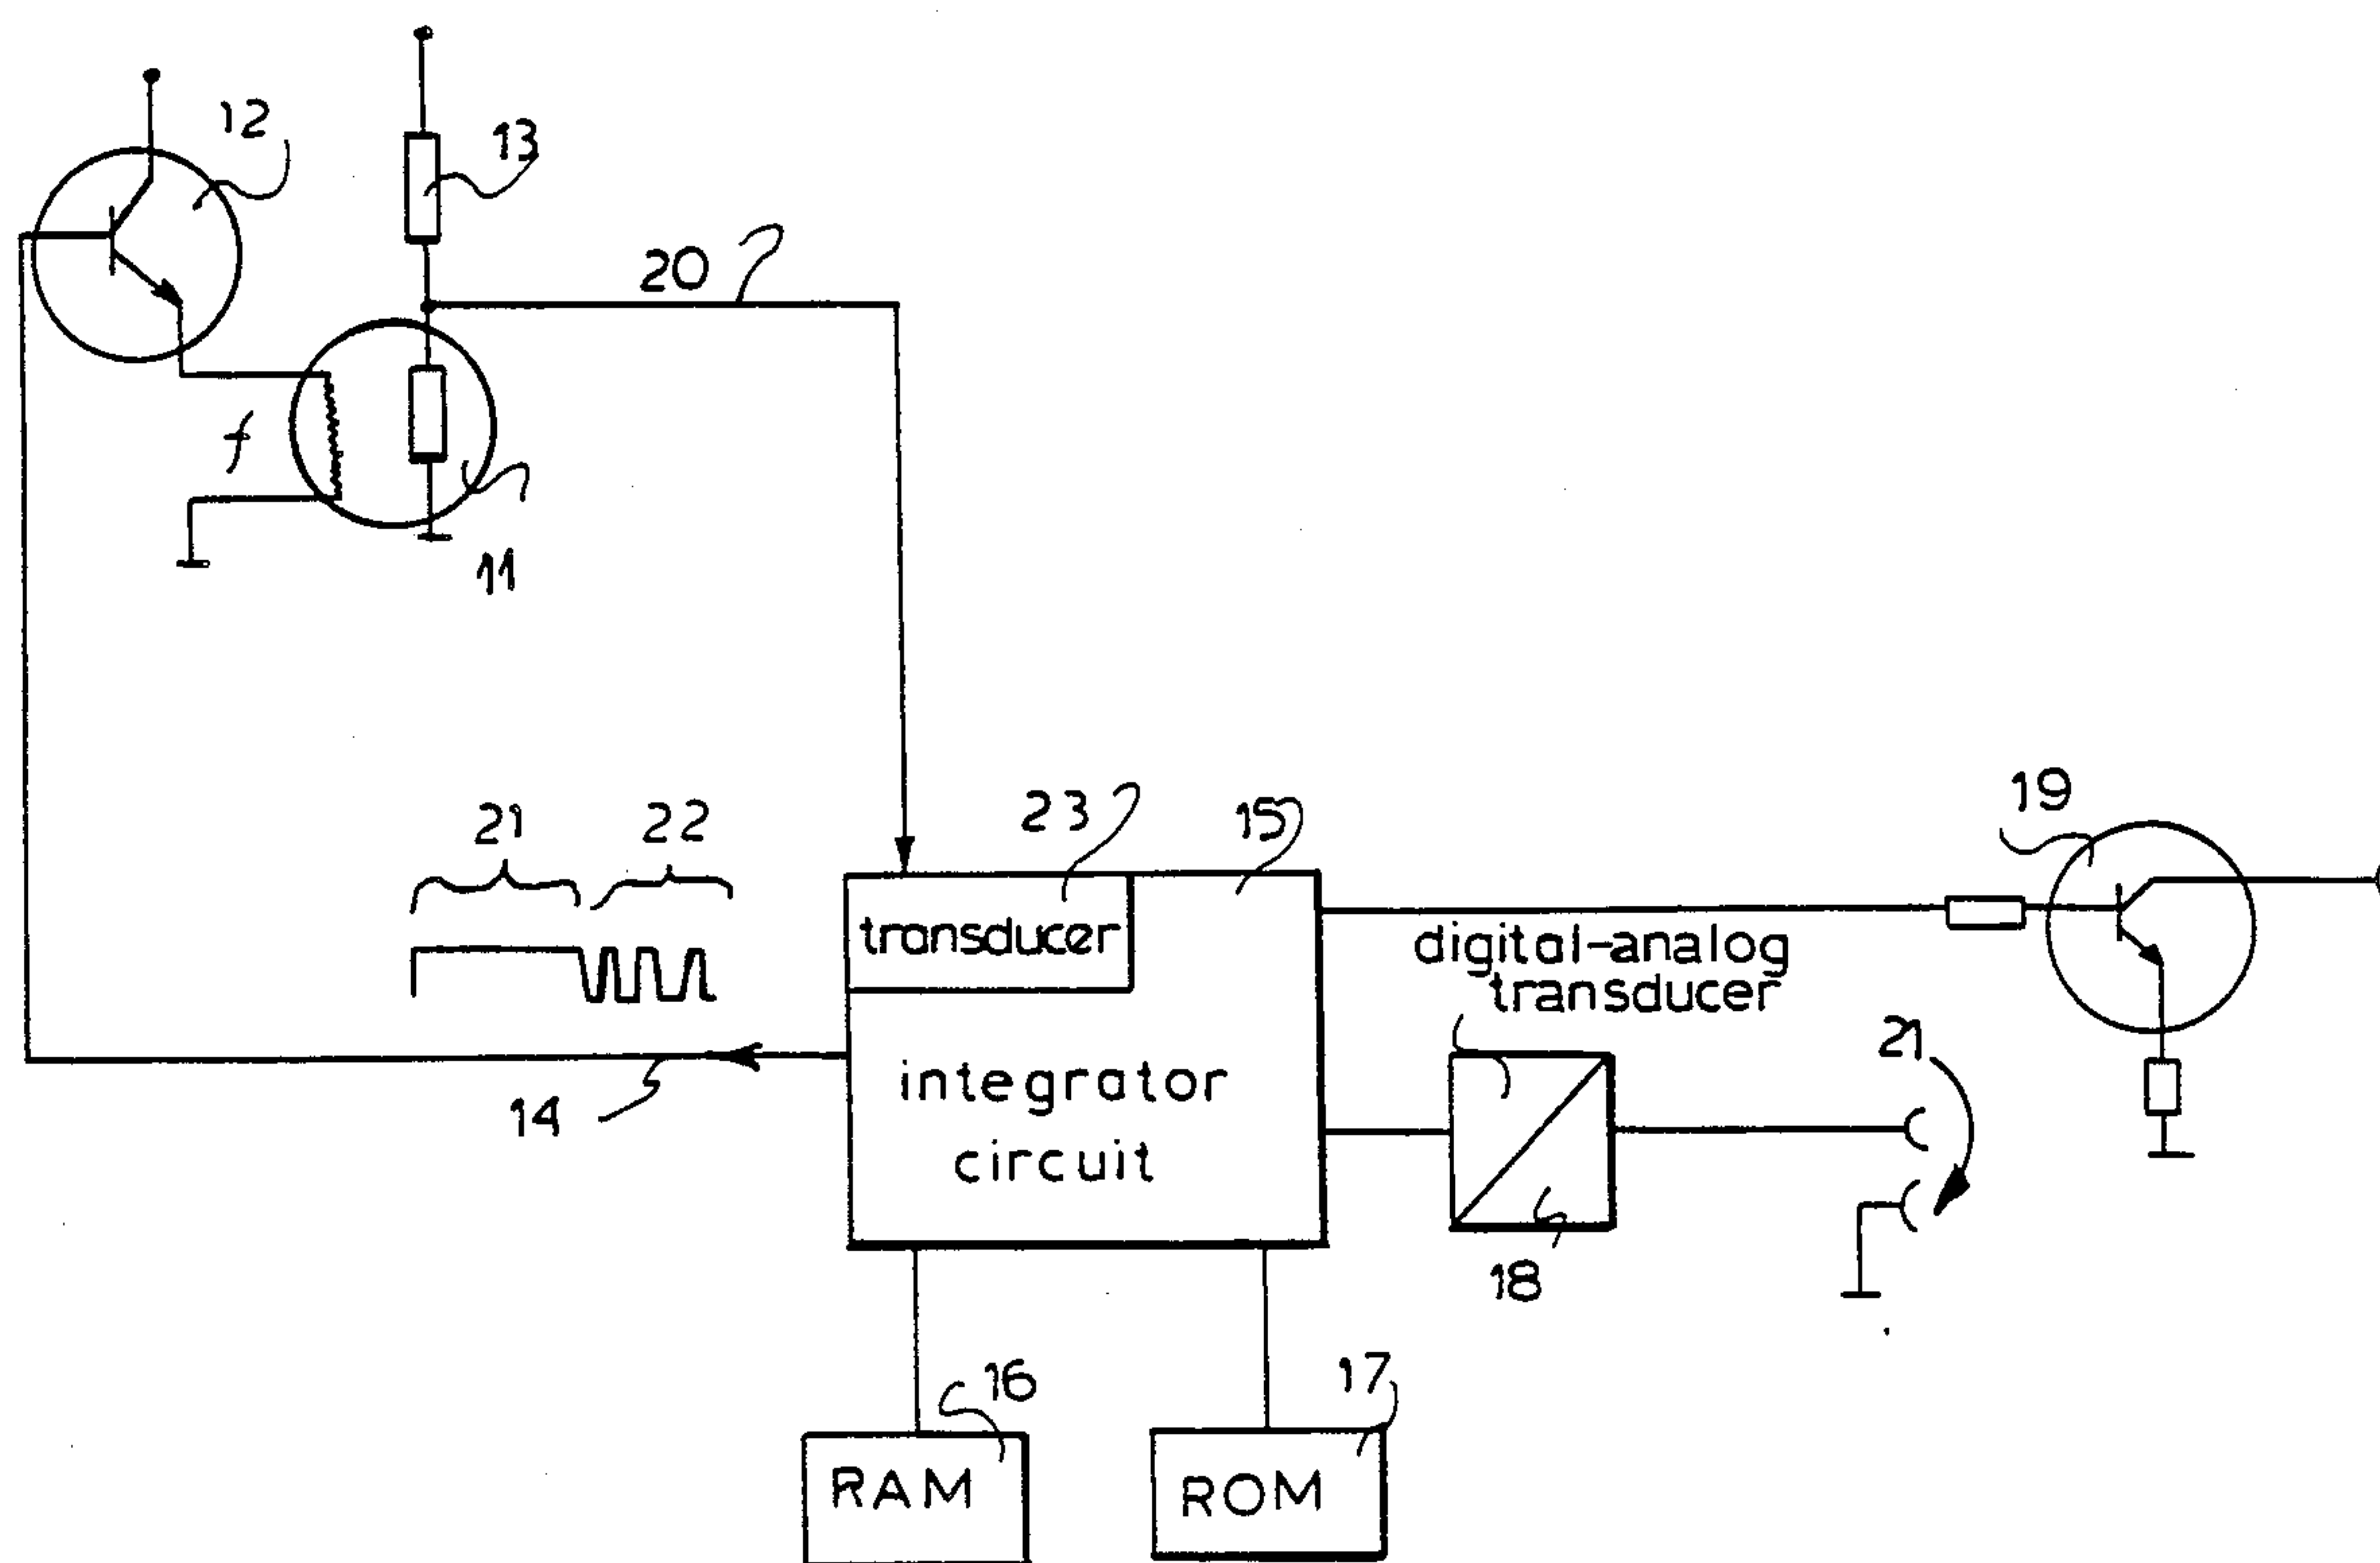 12
13
20
f
11
21
22
23
15
19
transducer
digital-analog
transducer
21
14
integrator
circuit
18
16
17
RAM
ROM